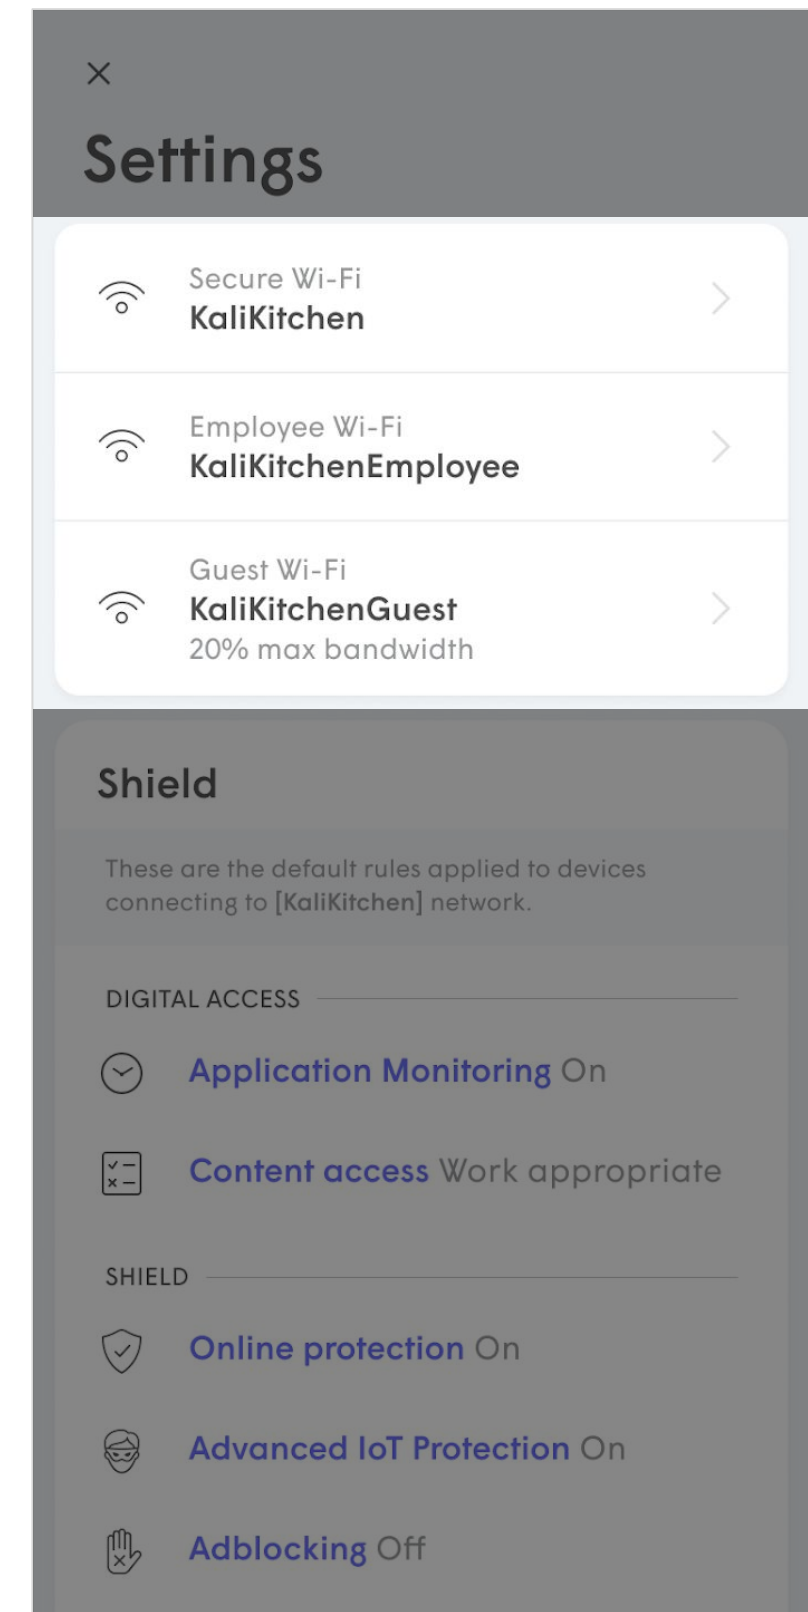 Settings
Secure Wi-Fi
KaliKitchen
Employee Wi-Fi
KaliKitchenEmployee
Guest Wi-Fi
KaliKitchenGuest
20% max bandwidth
Shield
These are the default rules applied to devices
connecting to [KaliKitchen] network.
DIGITAL ACCESS
Application Monitoring On
Content access Work appropriate
SHIELD
Online protection On
Advanced IoT Protection On
Adblocking Off